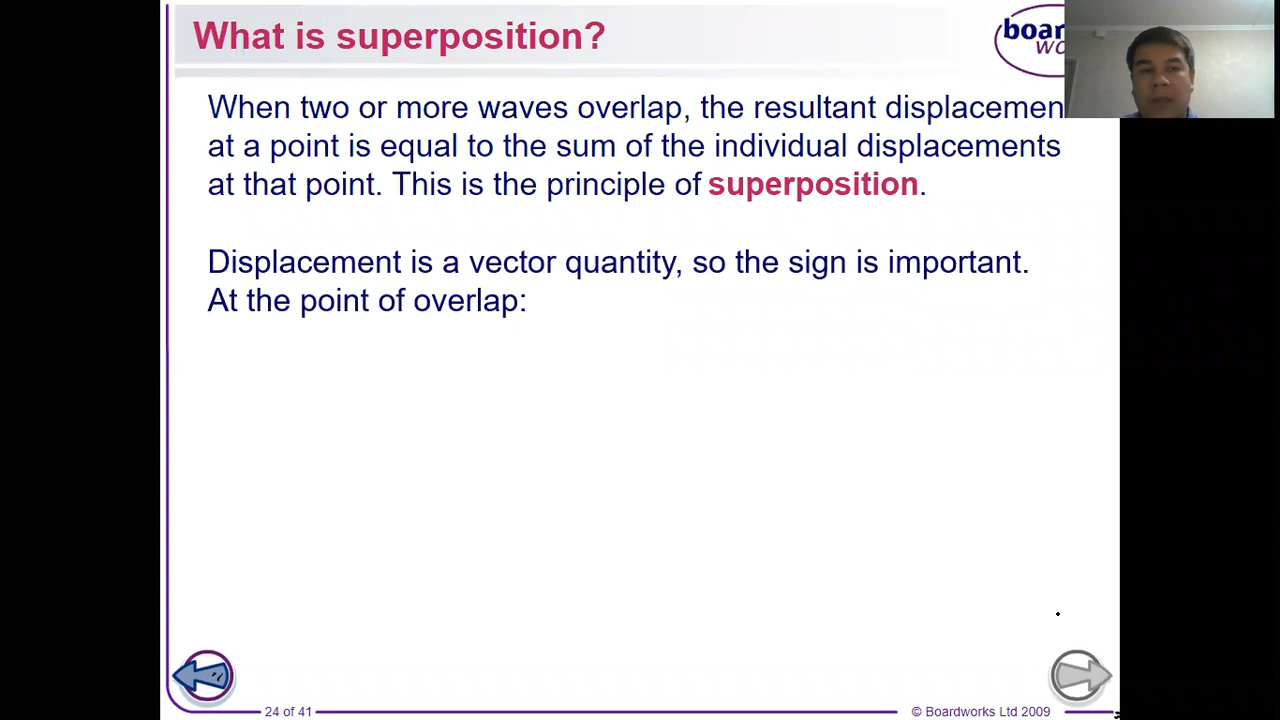 What is superposition?
boar
wo
When two or more waves overlap, the resultant displacemen
at a point is equal to the sum of the individual displacements
at that point. This is the principle of superposition.
Displacement is a vector quantity, so the sign is important.
At the point of overlap:
24 of 41
© Boardworks Ltd 2009